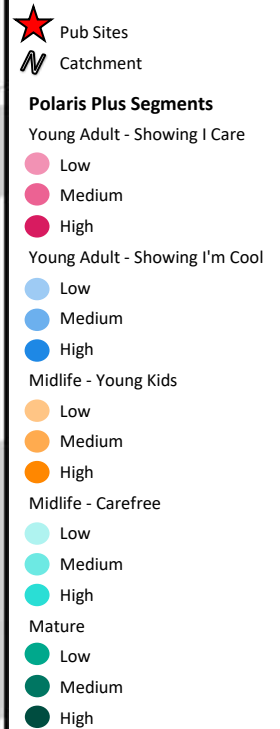 Pub Sites
Catchment
Polaris Plus Segments
Young Adult - Showing I Care
Low
Medium
High
Young Adult - Showing I'm Cool
Low
Medium
High
Midlife - Young Kids
Low
Medium
High
Midlife - Carefree
Low
Medium
High
Mature
Low
Medium
High